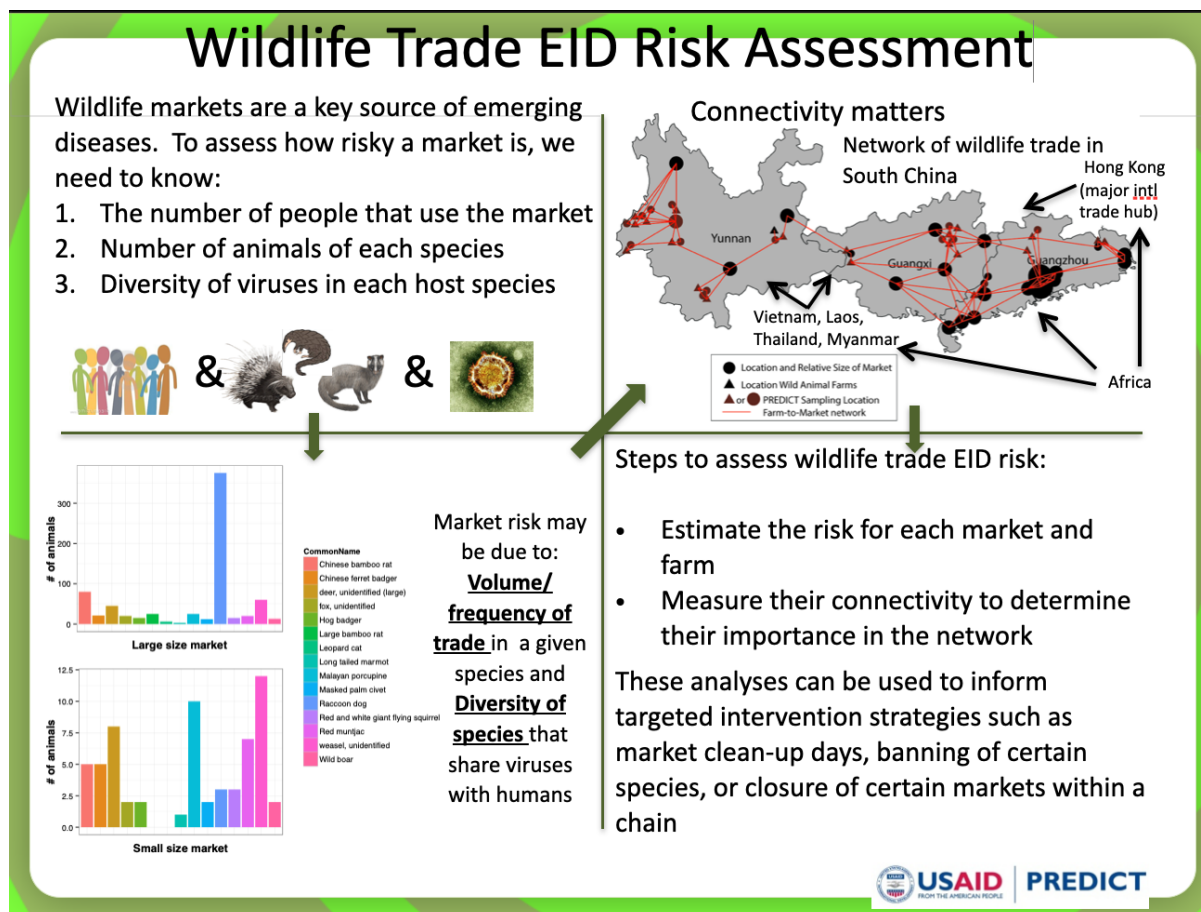 Wildlife Trade EID Risk Assessment
Wildlife markets are a key source of emerging
diseases. To assess how risky a market is, we
need to know:
1. The number of people that use the market
2. Number of animals of each species
3. Diversity of viruses in each host species
&
&
Connectivity matters
Network of wildlife trade in
South China
Hong Kong
(major intl
trade hub)
Yunnan
Guangxi
Guangzhou
Vietnam, Laos,
Thailand, Myanmar
Africa
Location and Relative Size of Market
Location Wild Animal Farms
or PREDICT Sampling Location
Farm-to-Market network
# of animals
300
200
100
0
Large size market
# of animals
12.5
10.0
7.5
5.0
2.5
0.0
Small size market
CommonName
Chinese bamboo rat
Chinese ferret badger
deer, unidentified (large)
fox, unidentified
Hog badger
Large bamboo rat
Leopard cat
Long tailed marmot
Malayan porcupine
Masked palm civet
Raccoon dog
Red and white giant flying squirrel
Red muntjac
weasel, unidentified
Wild boar
Market risk may
be due to:
Volume/
frequency of
trade in a given
species and
Diversity of
species that
share viruses
with humans
Steps to assess wildlife trade EID risk:
• Estimate the risk for each market and
farm
• Measure their connectivity to determine
their importance in the network
These analyses can be used to inform
targeted intervention strategies such as
market clean-up days, banning of certain
species, or closure of certain markets within a
chain
USAID
FROM THE AMERICAN PEOPLE
PREDICT